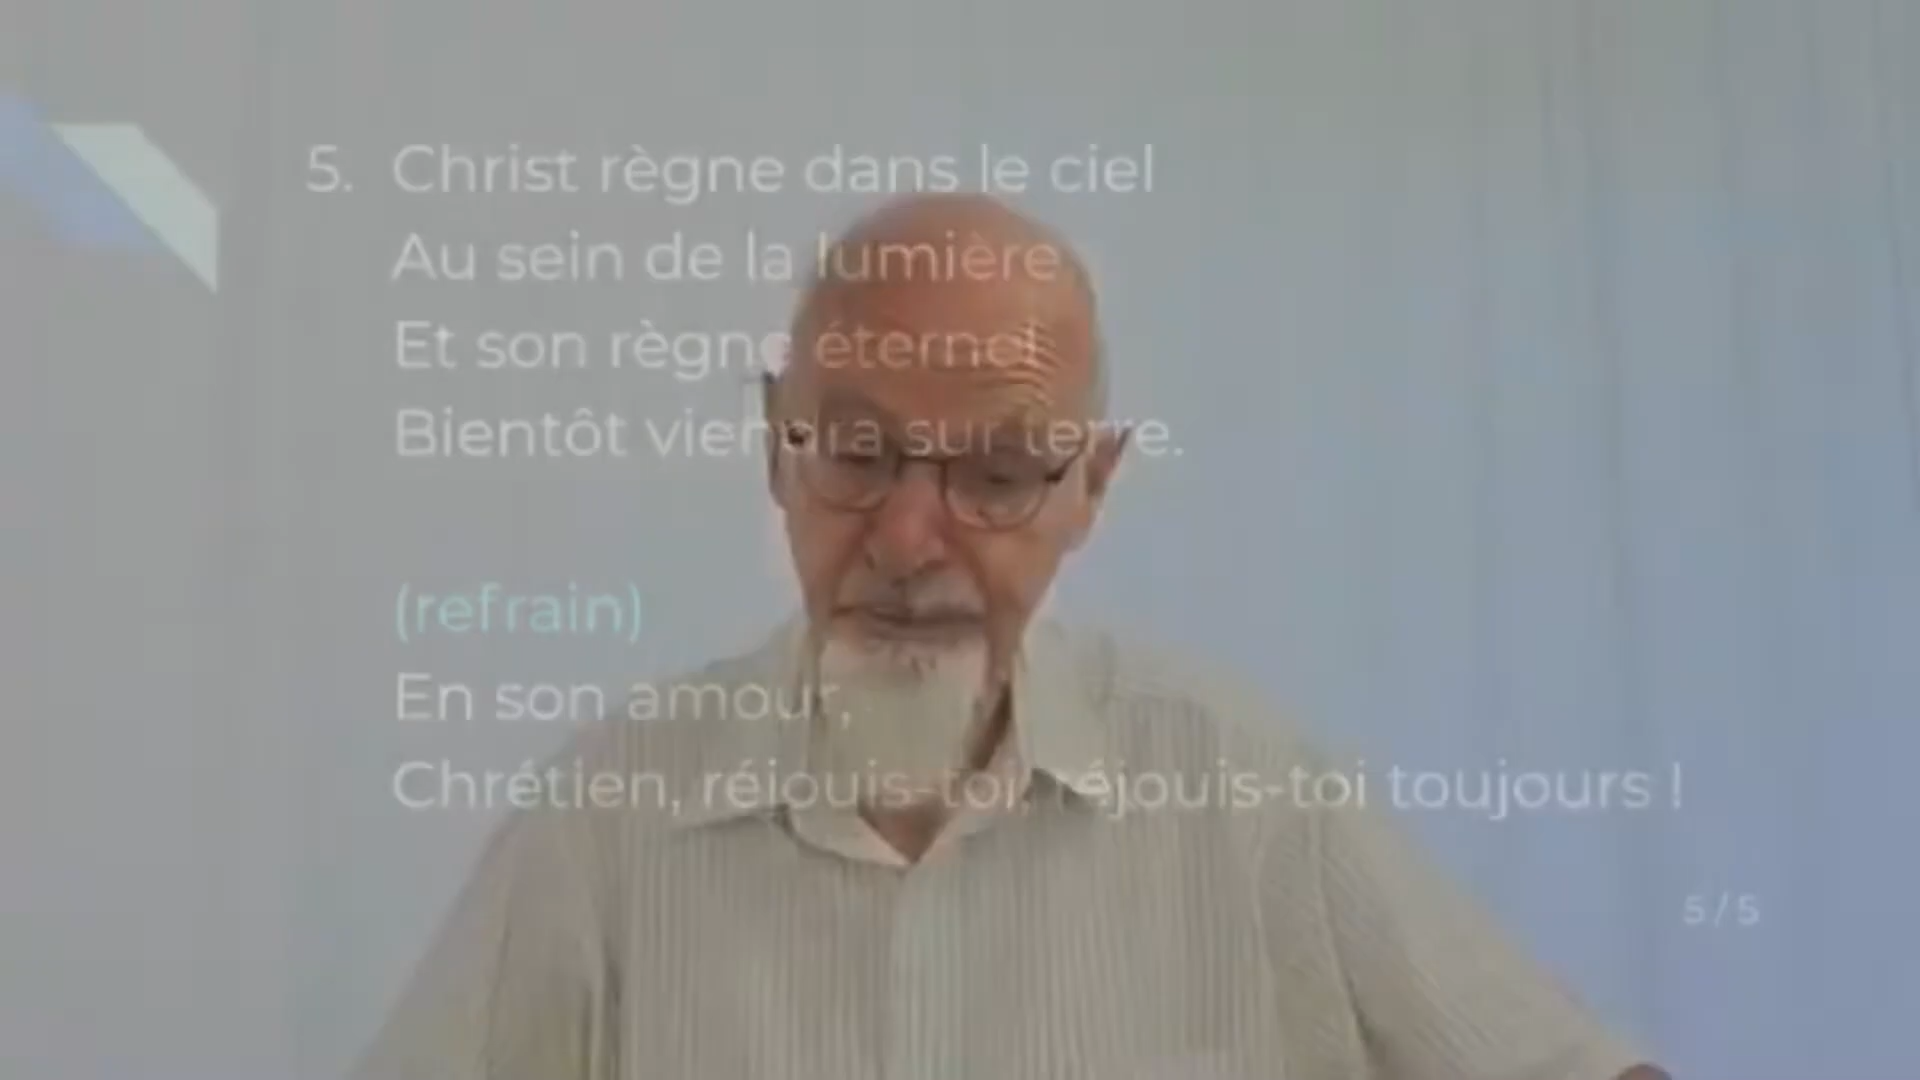 5. Christ règne dans le ciel
Au sein de la lumière
Et son règne éternel
Bientôt viendra sur terre.
(refrain)
En son amour,
Chrétien, réjouis-toi, réjouis-toi toujours !
5 / 5